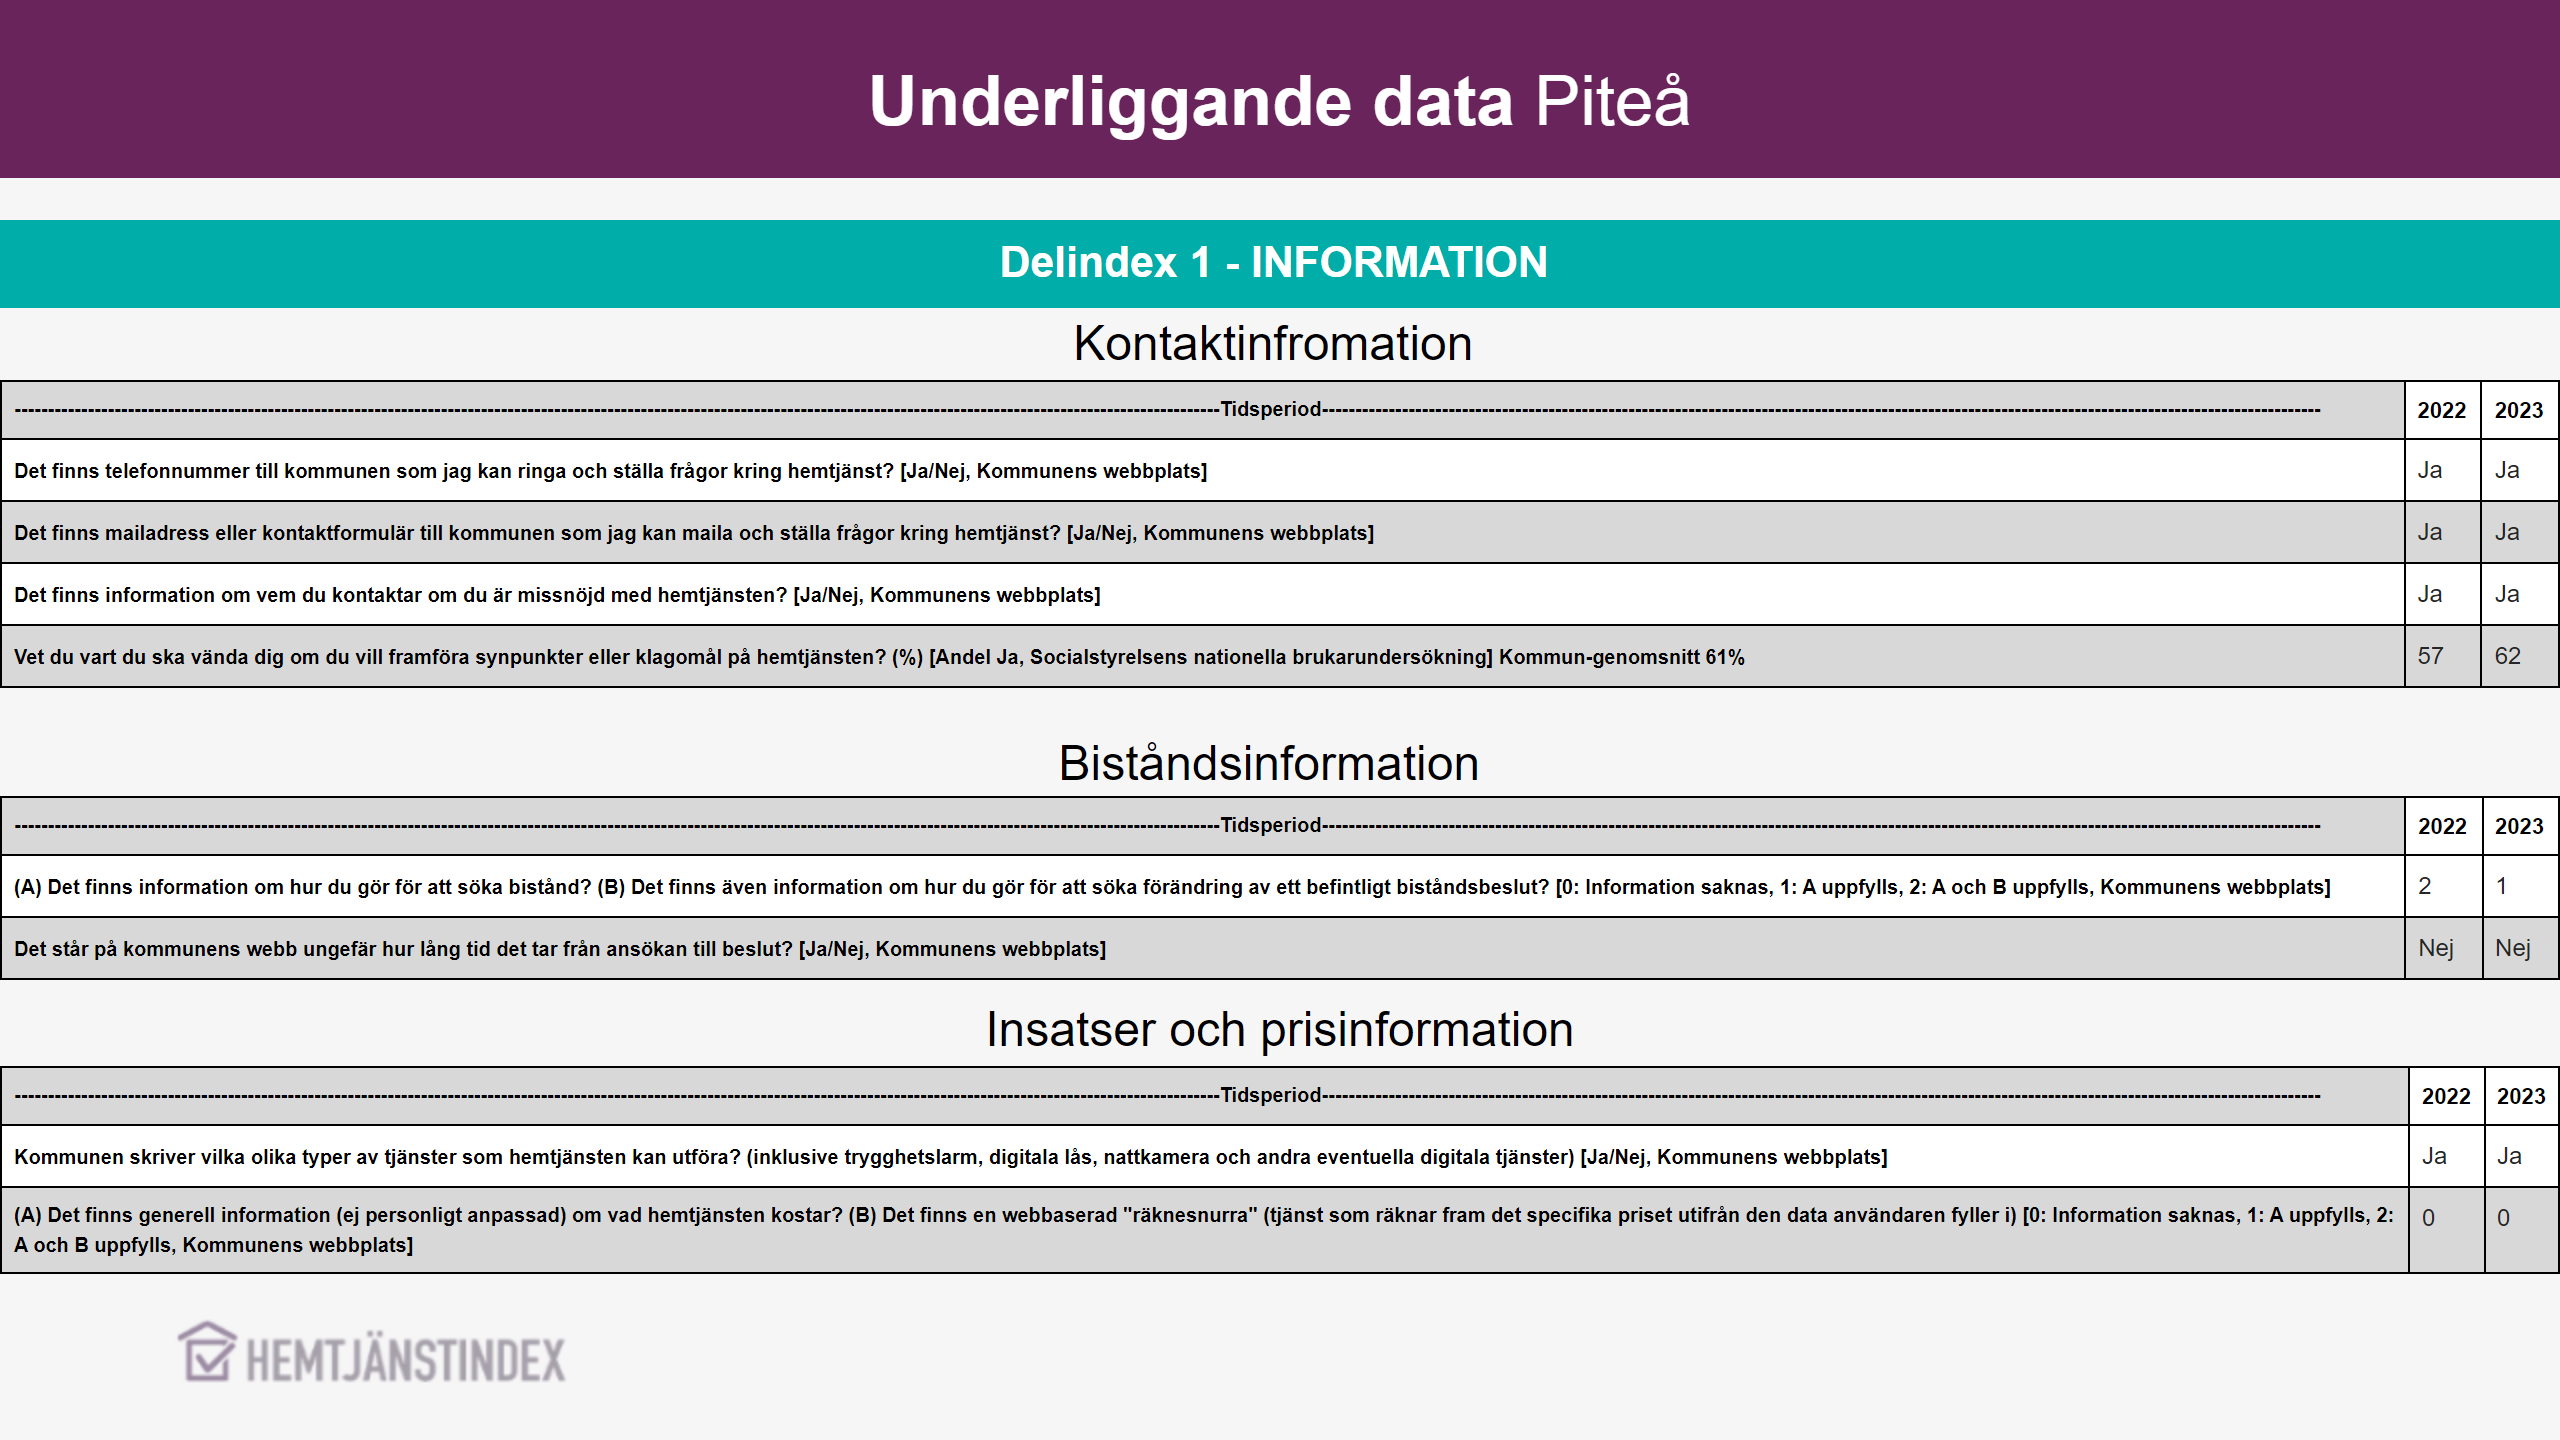 Underliggande data Piteå
Delindex 1 - INFORMATION
Kontaktinfromation
Tidsperiod 2022 2023
Det finns telefonnummer till kommunen som jag kan ringa och ställa frågor kring hemtjänst? [Ja/Nej, Kommunens webbplats] Ja Ja
Det finns mailadress eller kontaktformulär till kommunen som jag kan maila och ställa frågor kring hemtjänst? [Ja/Nej, Kommunens webbplats] Ja Ja
Det finns information om vem du kontaktar om du är missnöjd med hemtjänsten? [Ja/Nej, Kommunens webbplats] Ja Ja
Vet du vart du ska vända dig om du vill framföra synpunkter eller klagomål på hemtjänsten? (%) [Andel Ja, Socialstyrelsens nationella brukarundersökning] Kommun-genomsnitt 61% 57 62
Biståndsinformation
Tidsperiod 2022 2023
(A) Det finns information om hur du gör för att söka bistånd? (B) Det finns även information om hur du gör för att söka förändring av ett befintligt biståndsbeslut? [0: Information saknas, 1: A uppfylls, 2: A och B uppfylls, Kommunens webbplats] 2 1
Det står på kommunens webb ungefär hur lång tid det tar från ansökan till beslut? [Ja/Nej, Kommunens webbplats] Nej Nej
Insatser och prisinformation
Tidsperiod 2022 2023
Kommunen skriver vilka olika typer av tjänster som hemtjänsten kan utföra? (inklusive trygghetslarm, digitala lås, nattkamera och andra eventuella digitala tjänster) [Ja/Nej, Kommunens webbplats] Ja Ja
(A) Det finns generell information (ej personligt anpassad) om vad hemtjänsten kostar? (B) Det finns en webbaserad "räknesnurra" (tjänst som räknar fram det specifika priset utifrån den data användaren fyller i) [0: Information saknas, 1: A uppfylls, 2: 0 0
A och B uppfylls, Kommunens webbplats]
HEMTJÄNSTINDEX